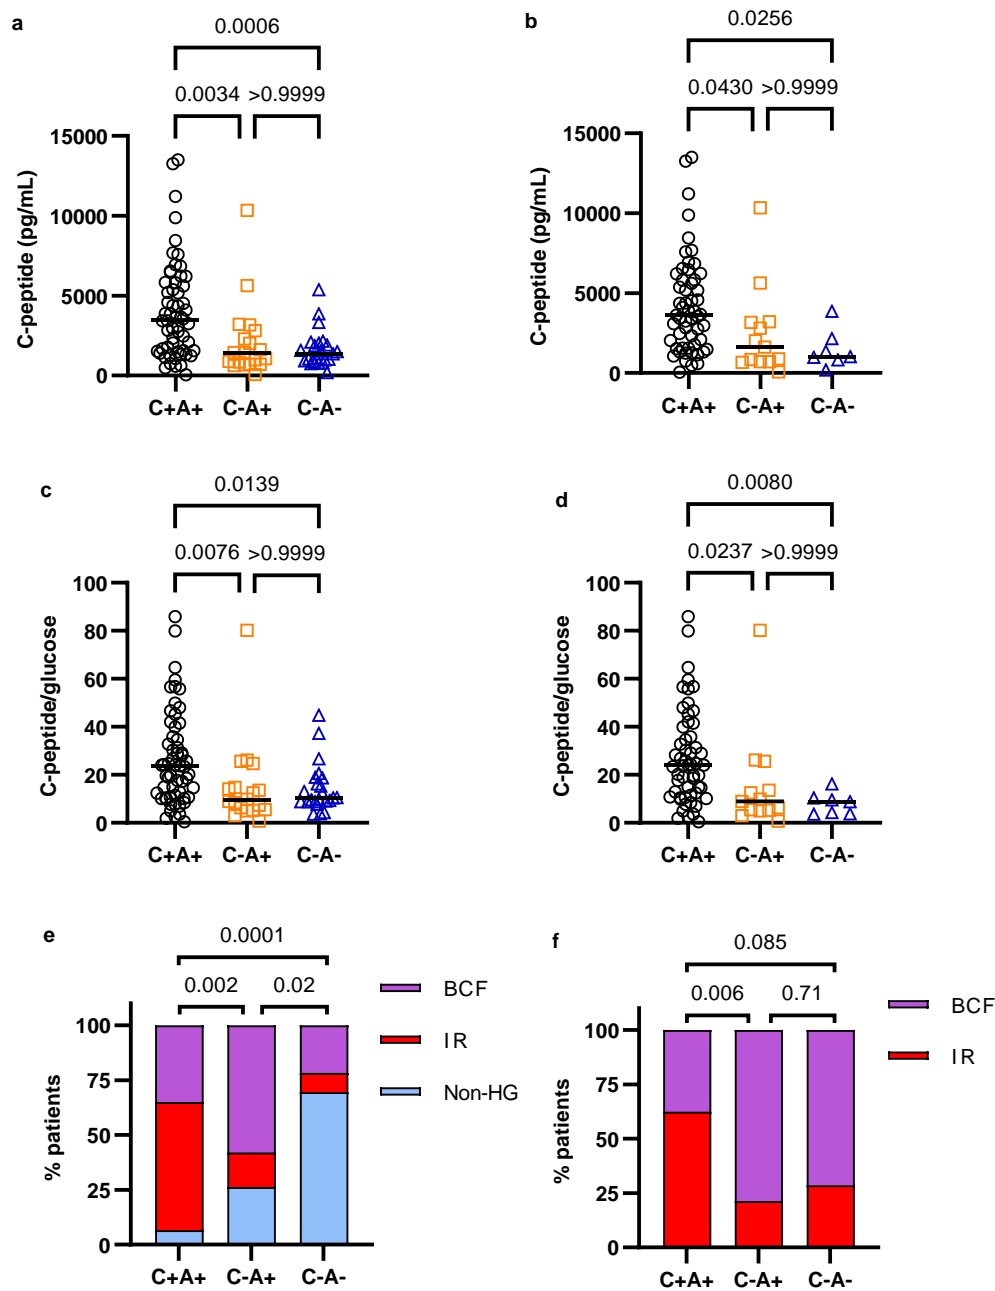 a
0.0006
0.0034 >0.9999
C-peptide (pg/mL)
15000
10000
5000
0
C+A+ C-A+ C-A-
b
0.0256
0.0430 >0.9999
C-peptide (pg/mL)
15000
10000
5000
0
C+A+ C-A+ C-A-
c
0.0139
0.0076 >0.9999
C-peptide/glucose
100
80
60
40
20
0
C+A+ C-A+ C-A-
d
0.0080
0.0237 >0.9999
C-peptide/glucose
100
80
60
40
20
0
C+A+ C-A+ C-A-
e
0.0001
0.002 0.02
% patients
100
75
50
25
0
C+A+ C-A+ C-A-
BCF
IR
Non-HG
f
0.085
0.006 0.71
% patients
100
75
50
25
0
C+A+ C-A+ C-A-
BCF
IR